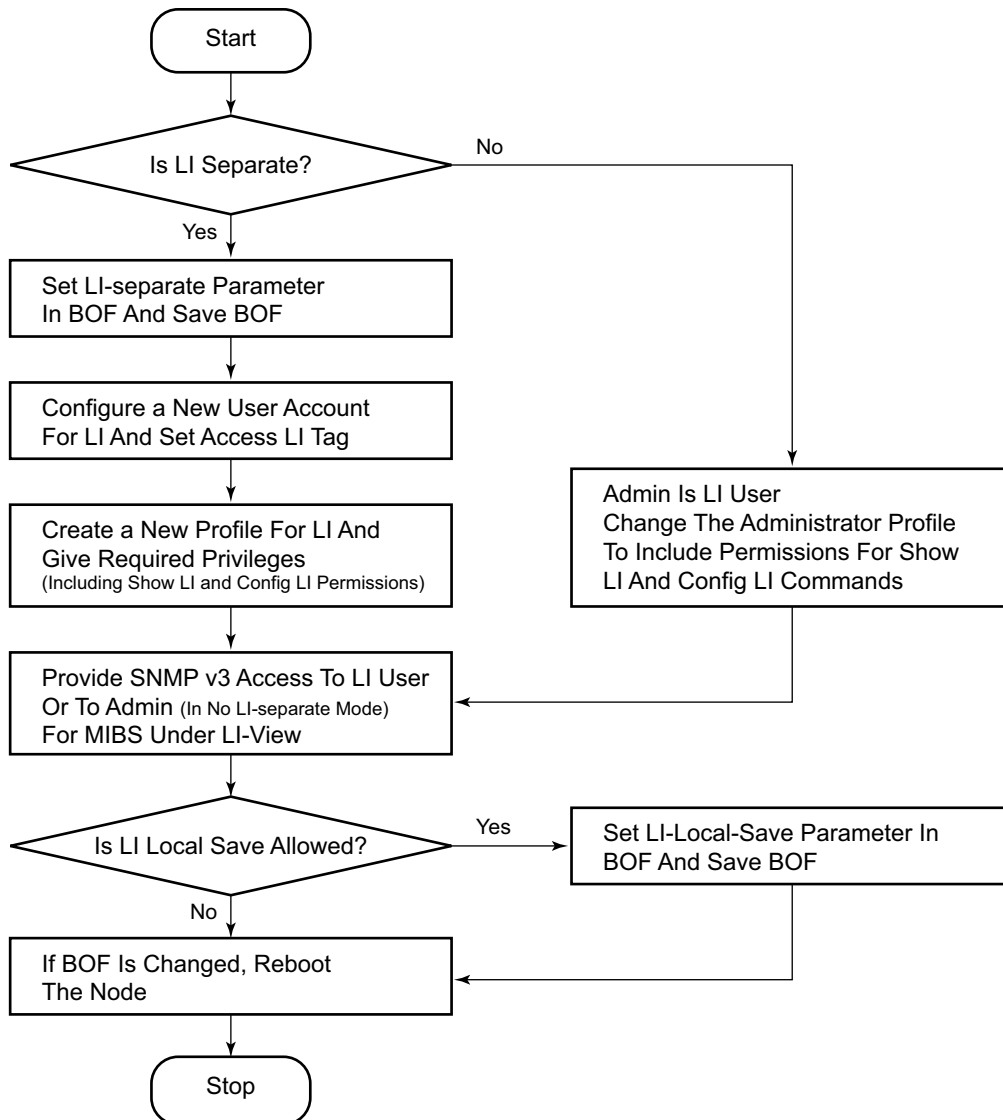 Start
Is LI Separate?
No
Yes
Set LI-separate Parameter
In BOF And Save BOF
Configure a New User Account
For LI And Set Access LI Tag
Create a New Profile For LI And
Give Required Privileges
(Including Show LI and Config LI Permissions)
Admin Is LI User
Change The Administrator Profile
To Include Permissions For Show
LI And Config LI Commands
Provide SNMP v3 Access To LI User
Or To Admin (In No LI-separate Mode)
For MIBS Under LI-View
Is LI Local Save Allowed?
Yes
Set LI-Local-Save Parameter In
BOF And Save BOF
No
If BOF Is Changed, Reboot
The Node
Stop